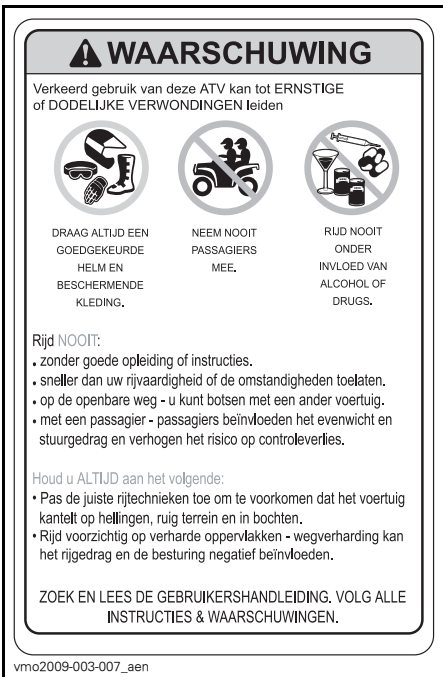 WAARSCHUWING
Verkeerd gebruik van deze ATV kan tot ERNSTIGE
of DODELIJKE VERWONDINGEN leiden
DRAAG ALTIJD EEN
GOEDGEKEURDE
HELM EN
BESCHERMENDE
KLEDING.
NEEM NOOIT
PASSAGIERS
MEE.
RIJD NOOIT
ONDER
INVLOED VAN
ALCOHOL OF
DRUGS.
Rijd NOOIT:
• zonder goede opleiding of instructies.
• sneller dan uw rijvaardigheid of de omstandigheden toelaten.
• op de openbare weg - u kunt botsen met een ander voertuig.
• met een passagier - passagiers beïnvloeden het evenwicht en
stuurgedrag en verhogen het risico op controleverlies.
Houd u ALTIJD aan het volgende:
• Pas de juiste rijtechnieken toe om te voorkomen dat het voertuig
kantelt op hellingen, ruig terrein en in bochten.
• Rijd voorzichtig op verharde oppervlakken - wegverharding kan
het rijgedrag en de besturing negatief beïnvloeden.
ZOEK EN LEES DE GEBRUIKERSHANDLEIDING. VOLG ALLE
INSTRUCTIES & WAARSCHUWINGEN.
vmo2009-003-007_aen